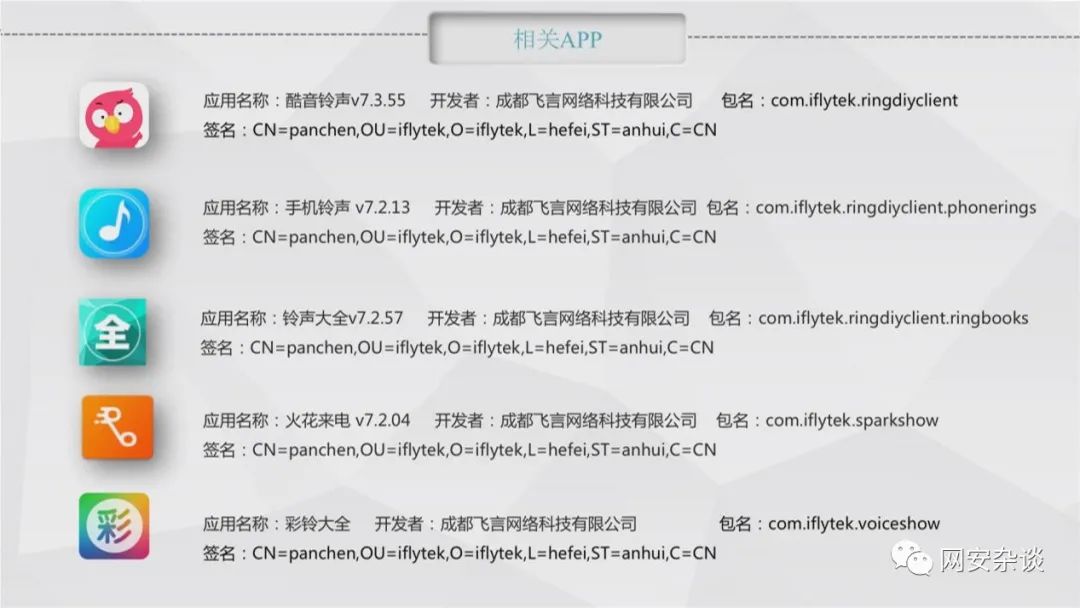 相关APP
应用名称：酷音铃声v7.3.55 开发者：成都飞言网络科技有限公司 包名：com.iflytek.ringdiyclient
签名：CN=panchen,OU=iflytek,O=iflytek,L=hefei,ST=anhui,C=CN
应用名称：手机铃声 v7.2.13 开发者：成都飞言网络科技有限公司 包名：com.iflytek.ringdiyclient.phonerings
签名：CN=panchen,OU=iflytek,O=iflytek,L=hefei,ST=anhui,C=CN
全
应用名称：铃声大全v7.2.57 开发者：成都飞言网络科技有限公司 包名：com.iflytek.ringdiyclient.ringbooks
签名：CN=panchen,OU=iflytek,O=iflytek,L=hefei,ST=anhui,C=CN
应用名称：火花来电 v7.2.04 开发者：成都飞言网络科技有限公司 包名：com.iflytek.sparkshow
签名：CN=panchen,OU=iflytek,O=iflytek,L=hefei,ST=anhui,C=CN
彩
应用名称：彩铃大全 开发者：成都飞言网络科技有限公司 包名：com.iflytek.voiceshow
签名：CN=panchen,OU=iflytek,O=iflytek,L=hefei,ST=anhui,C=CN
网安杂谈